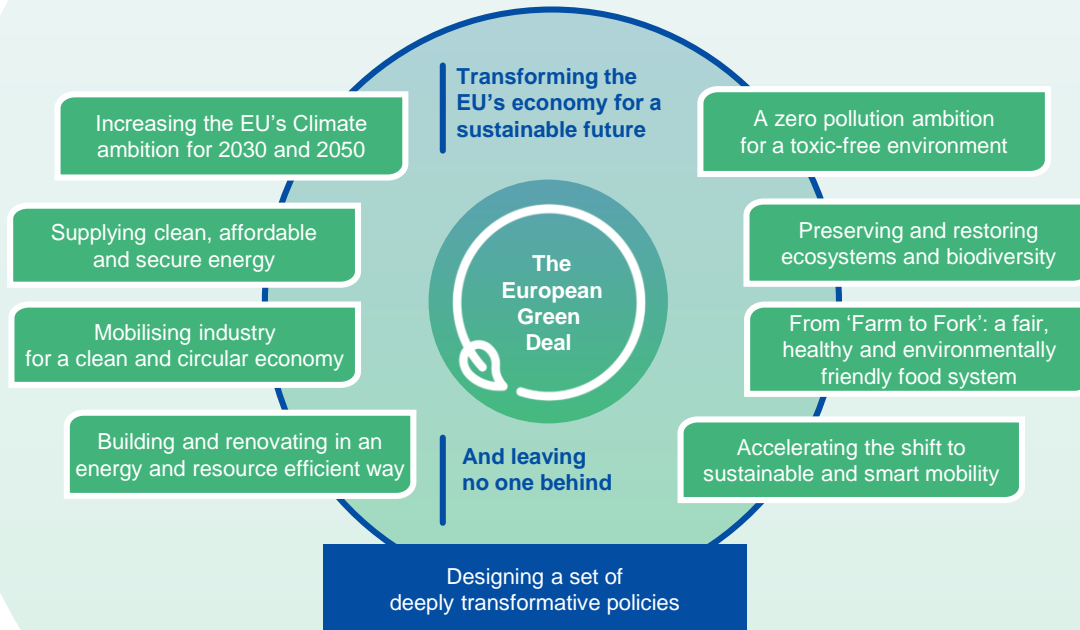 Transforming the
EU’s economy for a
sustainable future
Increasing the EU’s Climate
ambition for 2030 and 2050
Supplying clean, affordable
and secure energy
Mobilising industry
for a clean and circular economy
Building and renovating in an
energy and resource efficient way
The
European
Green
Deal
A zero pollution ambition
for a toxic-free environment
Preserving and restoring
ecosystems and biodiversity
From ‘Farm to Fork’: a fair,
healthy and environmentally
friendly food system
Accelerating the shift to
sustainable and smart mobility
And leaving
no one behind
Designing a set of
deeply transformative policies